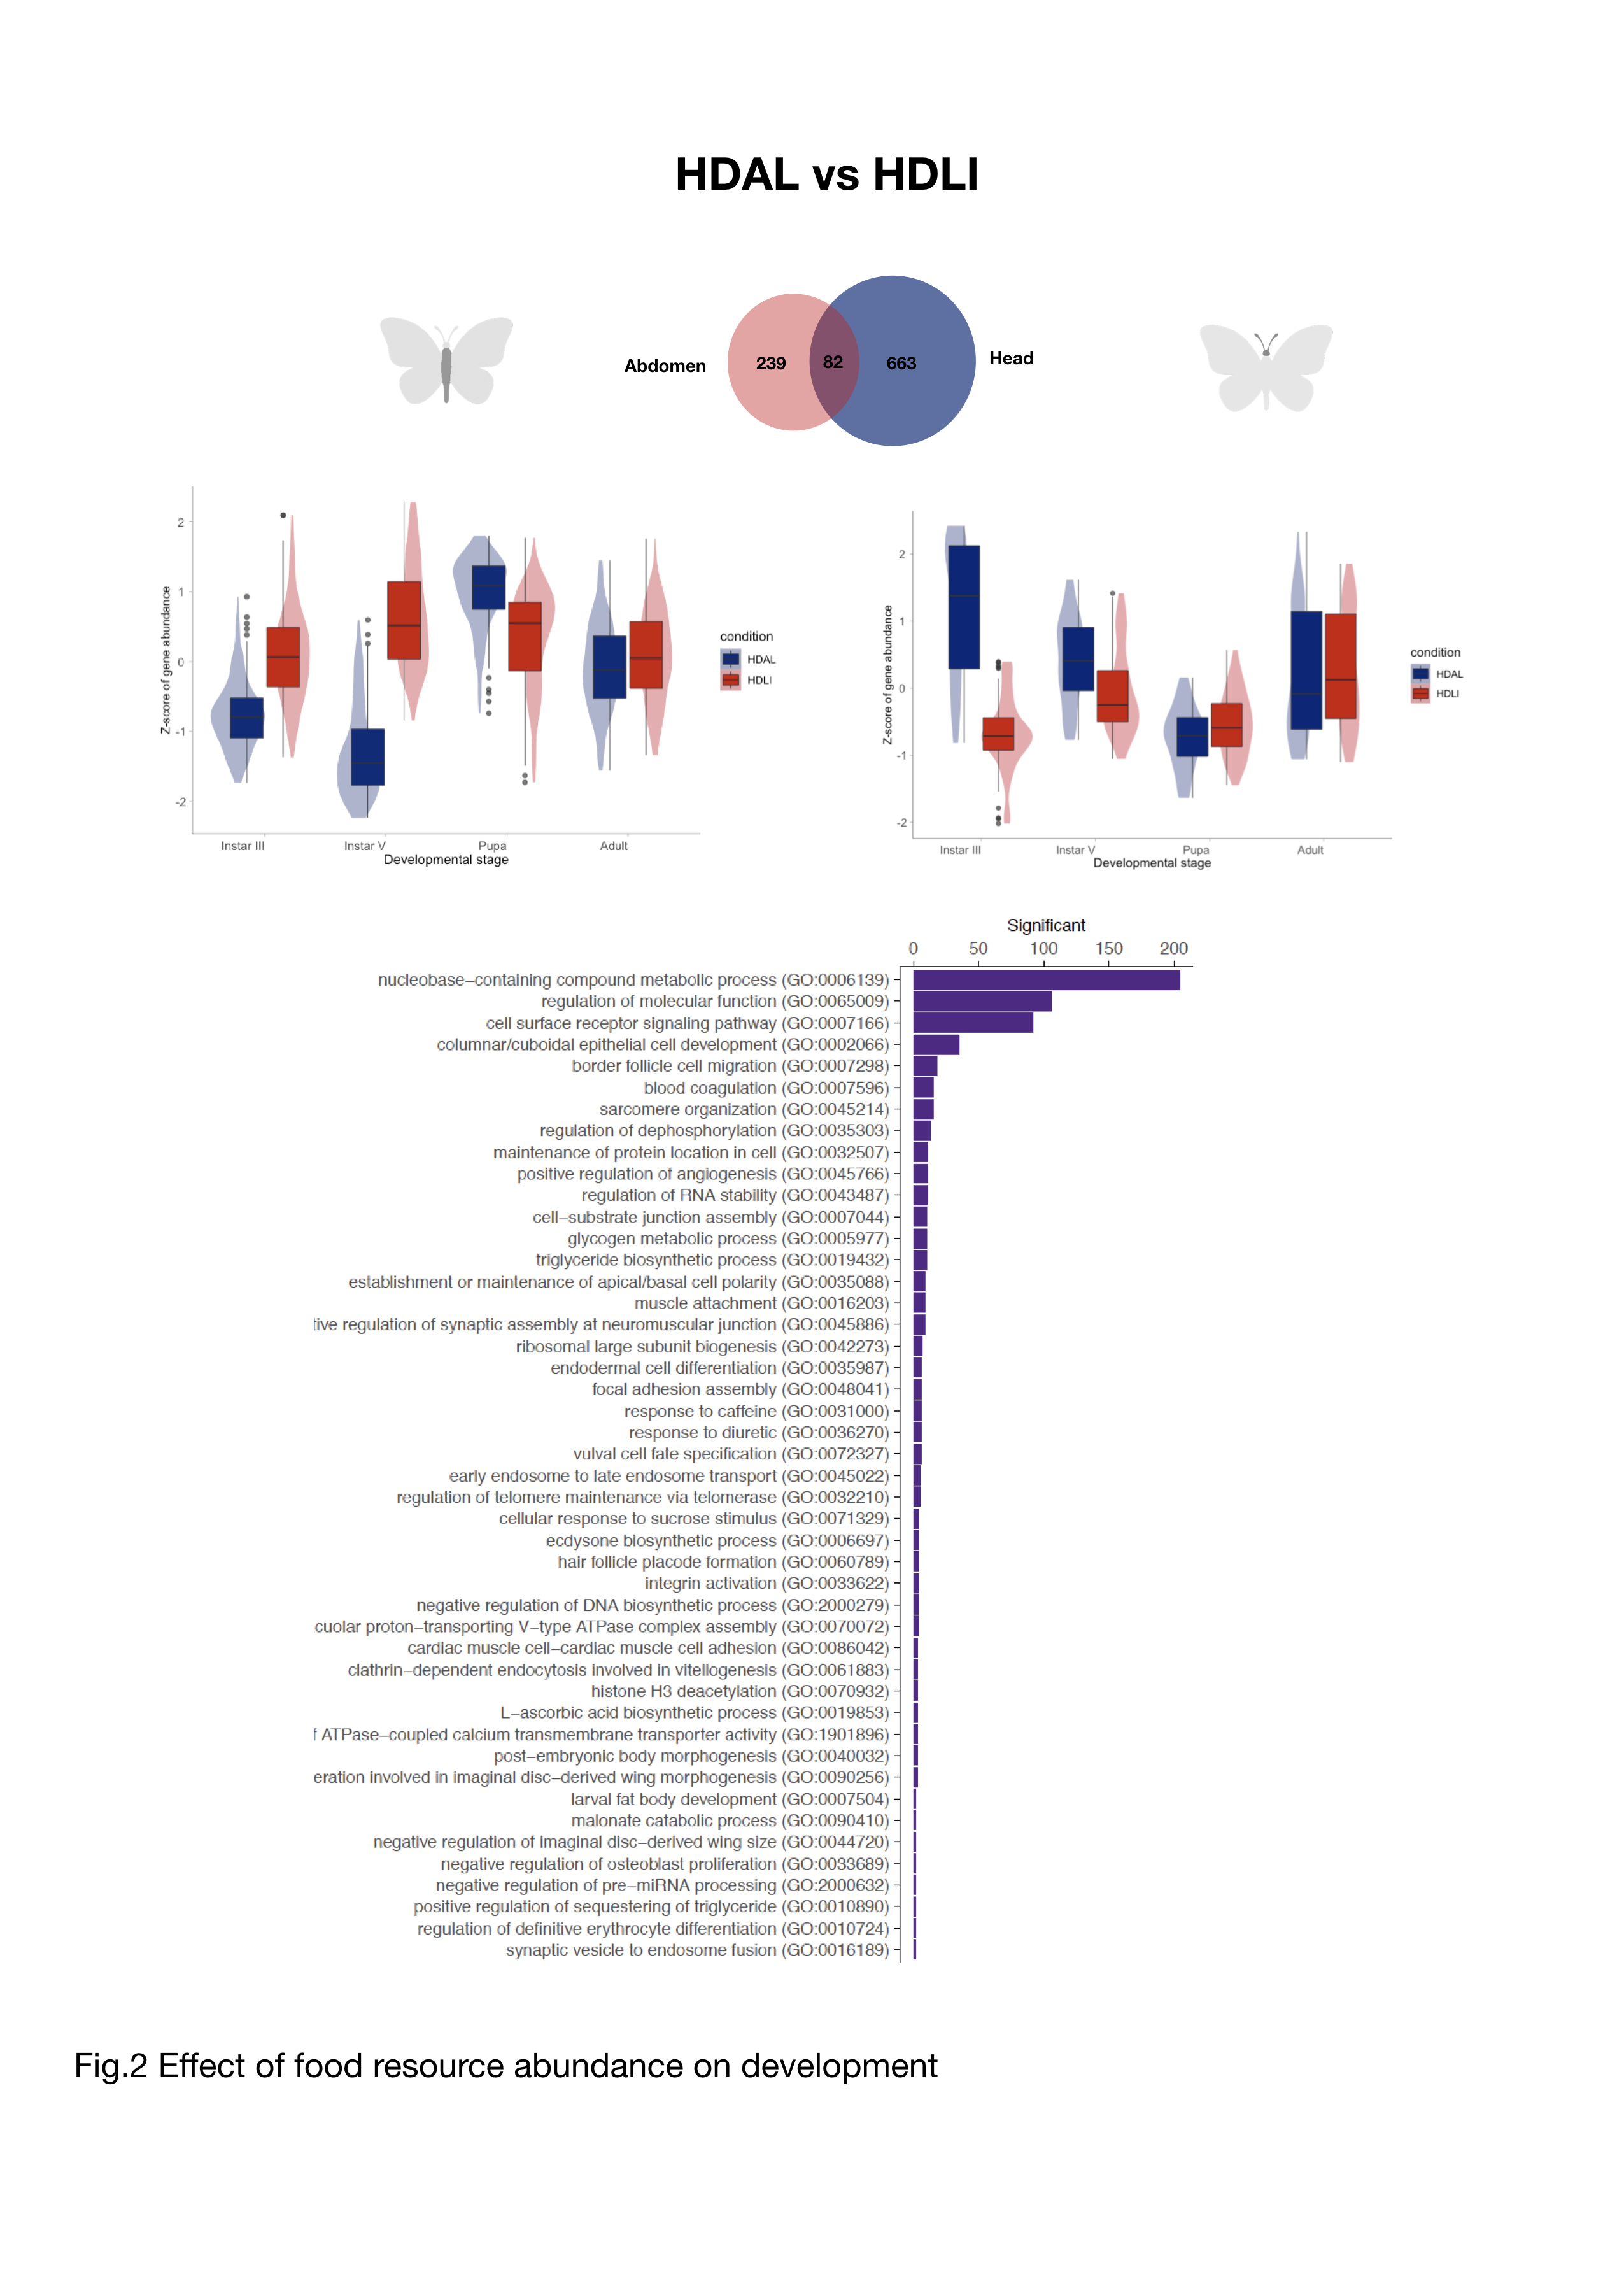 HDAL vs HDLI
Abdomen
239
82
663
Head
Z-score of gene abundance
2
1
0
-1
-2
Instar III
Instar V
Pupa
Adult
Developmental stage
condition
HDAL
HDLI
Z-score of gene abundance
2
1
0
-1
-2
Instar III
Instar V
Pupa
Adult
Developmental stage
condition
HDAL
HDLI
Significant
0 50 100 150 200
nucleobase−containing compound metabolic process (GO:0006139)
regulation of molecular function (GO:0065009)
cell surface receptor signaling pathway (GO:0007166)
columnar/cuboidal epithelial cell development (GO:0002066)
border follicle cell migration (GO:0007298)
blood coagulation (GO:0007596)
sarcomere organization (GO:0045214)
regulation of dephosphorylation (GO:0035303)
maintenance of protein location in cell (GO:0032507)
positive regulation of angiogenesis (GO:0045766)
regulation of RNA stability (GO:0043487)
cell−substrate junction assembly (GO:0007044)
glycogen metabolic process (GO:0005977)
triglyceride biosynthetic process (GO:0019432)
establishment or maintenance of apical/basal cell polarity (GO:0035088)
muscle attachment (GO:0016203)
tive regulation of synaptic assembly at neuromuscular junction (GO:0045886)
ribosomal large subunit biogenesis (GO:0042273)
endodermal cell differentiation (GO:0035987)
focal adhesion assembly (GO:0048041)
response to caffeine (GO:0031000)
response to diuretic (GO:0036270)
vulval cell fate specification (GO:0072327)
early endosome to late endosome transport (GO:0045022)
regulation of telomere maintenance via telomerase (GO:0032210)
cellular response to sucrose stimulus (GO:0071329)
ecdysone biosynthetic process (GO:0006697)
hair follicle placode formation (GO:0060789)
integrin activation (GO:0033622)
negative regulation of DNA biosynthetic process (GO:2000279)
cuolar proton−transporting V−type ATPase complex assembly (GO:0070072)
cardiac muscle cell−cardiac muscle cell adhesion (GO:0086042)
clathrin−dependent endocytosis involved in vitellogenesis (GO:0061883)
histone H3 deacetylation (GO:0070932)
L−ascorbic acid biosynthetic process (GO:0019853)
f ATPase−coupled calcium transmembrane transporter activity (GO:1901896)
post−embryonic body morphogenesis (GO:0040032)
eration involved in imaginal disc−derived wing morphogenesis (GO:0090256)
larval fat body development (GO:0007504)
malonate catabolic process (GO:0090410)
negative regulation of imaginal disc−derived wing size (GO:0044720)
negative regulation of osteoblast proliferation (GO:0033689)
negative regulation of pre−miRNA processing (GO:2000632)
positive regulation of sequestering of triglyceride (GO:0010890)
regulation of definitive erythrocyte differentiation (GO:0010724)
synaptic vesicle to endosome fusion (GO:0016189)
Fig.2 Effect of food resource abundance on development